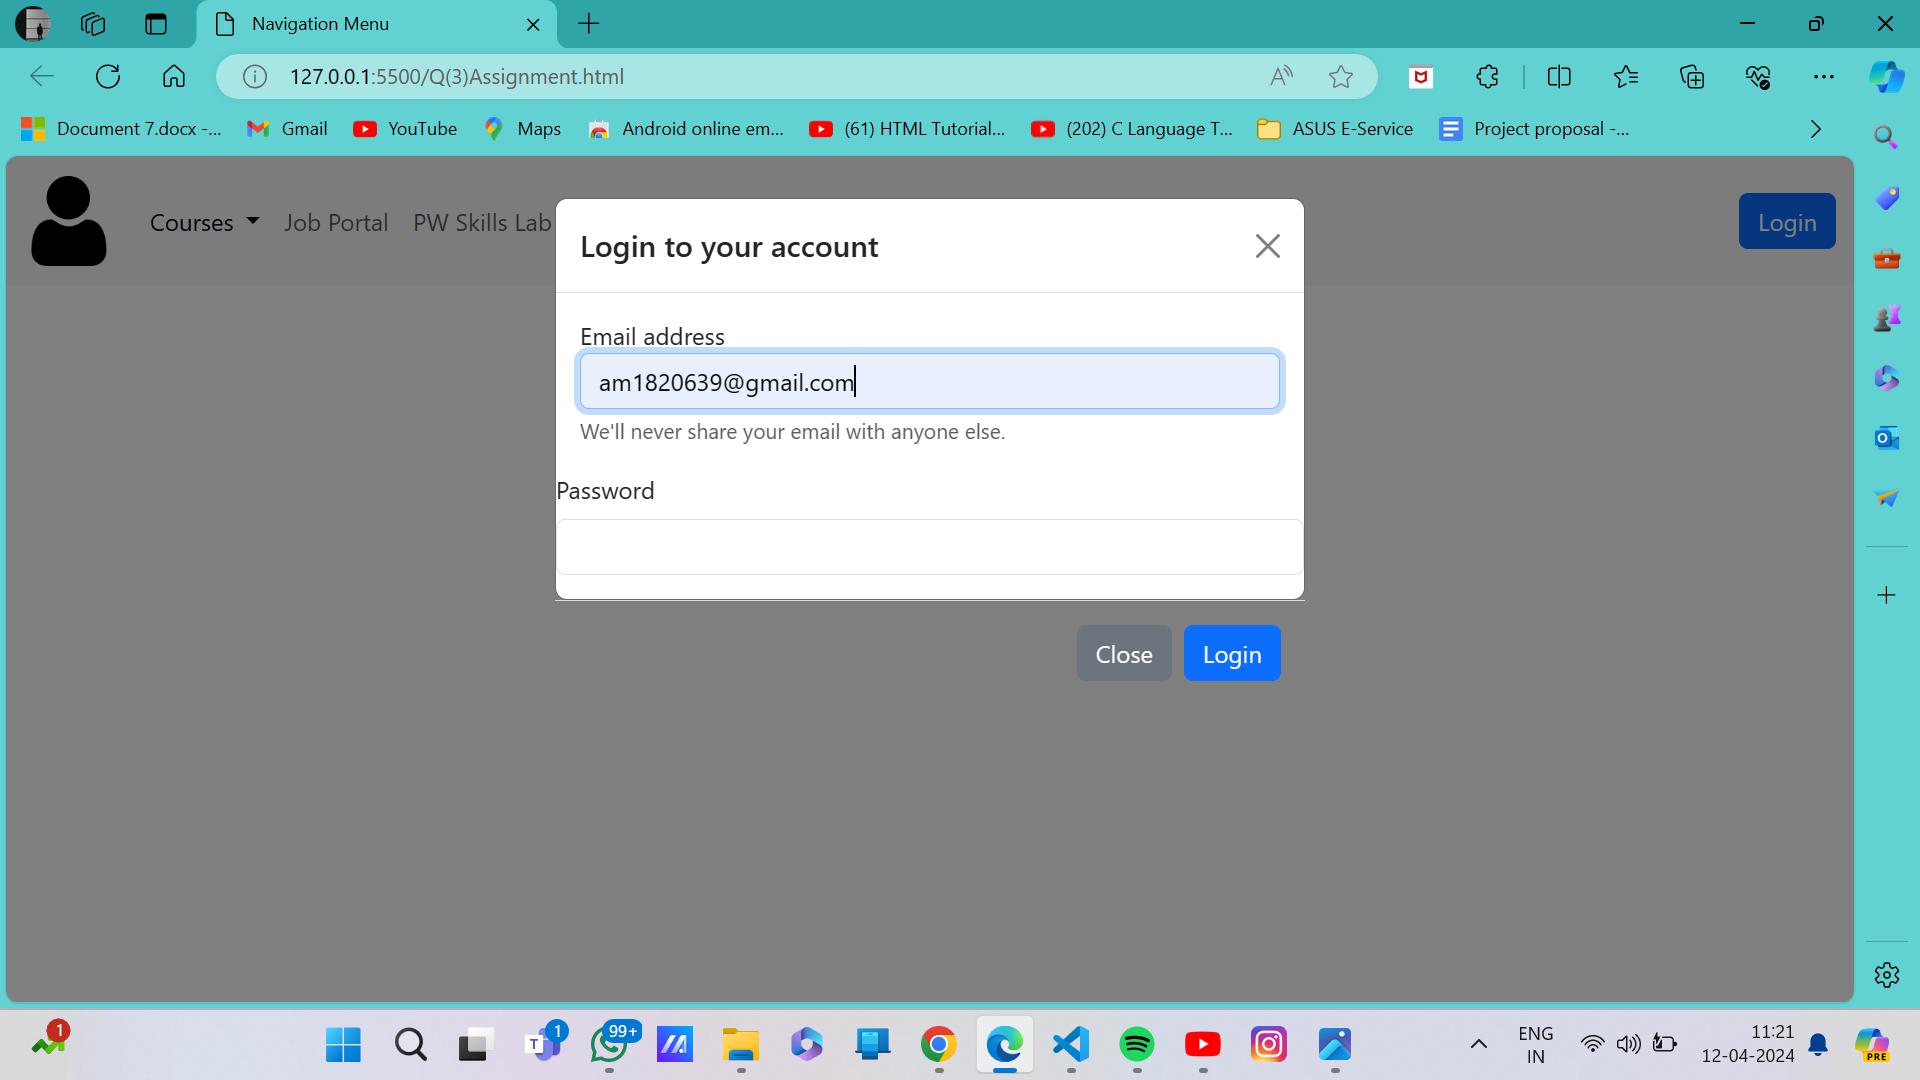 Navigation Menu
127.0.0.1:5500/Q(3)Assignment.html
Document 7.docx -... Gmail YouTube Maps Android online em... (61) HTML Tutorial... (202) C Language T... ASUS E-Service Project proposal -...
Courses Job Portal PW Skills Lab
Login
Login to your account
Email address
am1820639@gmail.com
We'll never share your email with anyone else.
Password
Close Login
1
T 1
99+
ENG
IN
11:21
12-04-2024
PRE